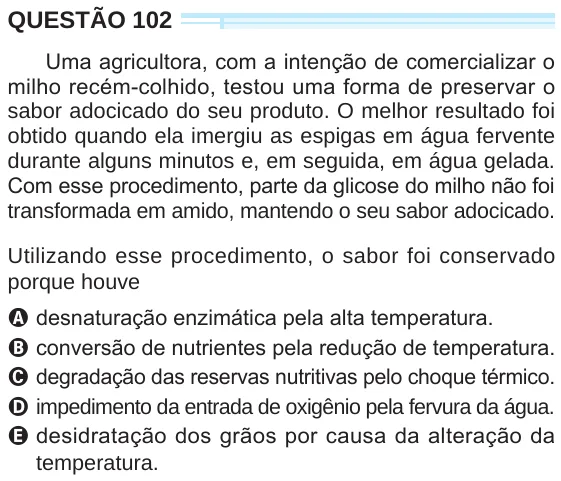 QUESTÃO 102
Uma agricultora, com a intenção de comercializar o
milho recém-colhido, testou uma forma de preservar o
sabor adocicado do seu produto. O melhor resultado foi
obtido quando ela imergiu as espigas em água fervente
durante alguns minutos e, em seguida, em água gelada.
Com esse procedimento, parte da glicose do milho não foi
transformada em amido, mantendo o seu sabor adocicado.
Utilizando esse procedimento, o sabor foi conservado
porque houve
A desnaturação enzimática pela alta temperatura.
B conversão de nutrientes pela redução de temperatura.
C degradação das reservas nutritivas pelo choque térmico.
D impedimento da entrada de oxigênio pela fervura da água.
E desidratação dos grãos por causa da alteração da
temperatura.